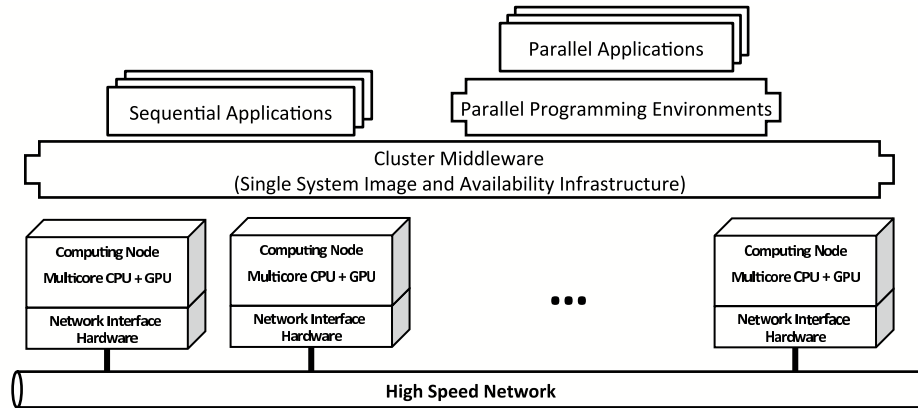 Parallel Applications
Sequential Applications
Parallel Programming Environments
Cluster Middleware
(Single System Image and Availability Infrastructure)
Computing Node
Multicore CPU + GPU
Network Interface
Hardware
Computing Node
Multicore CPU + GPU
Network Interface
Hardware
...
Computing Node
Multicore CPU + GPU
Network Interface
Hardware
High Speed Network